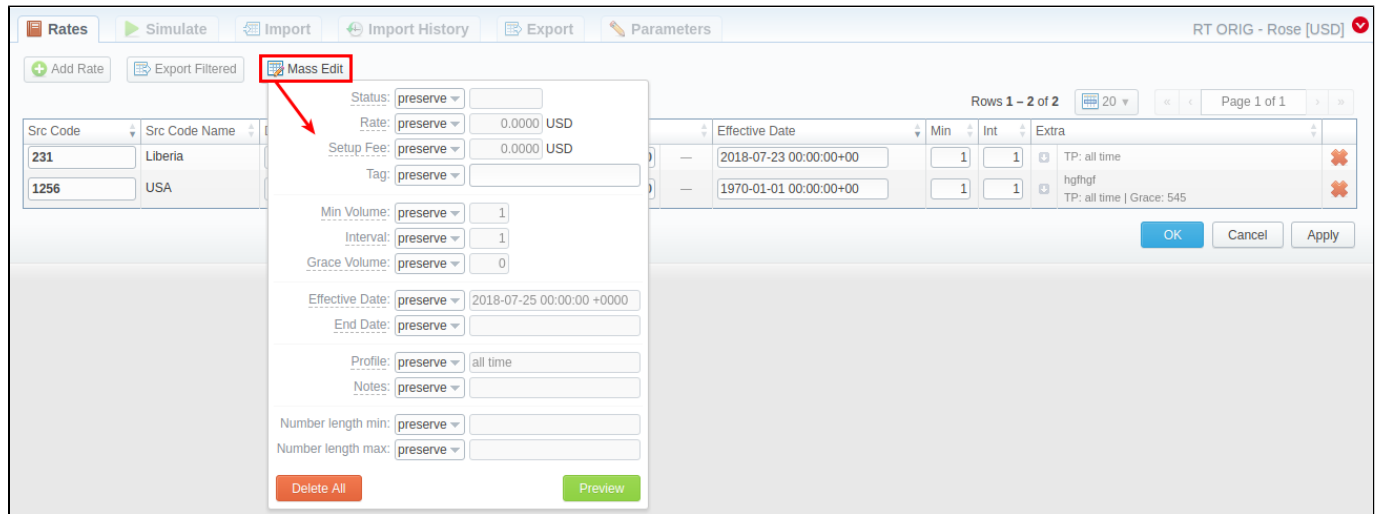 Rates Simulate Import Import History Export Parameters RT ORIG - Rose [USD]
Add Rate Export Filtered Mass Edit
Rows 1 – 2 of 2 20 « ‹ Page 1 of 1 › »
Src Code Src Code Name Effective Date Min Int Extra
231 Liberia — 2018-07-23 00:00:00+00 1 1 TP: all time
1256 USA — 1970-01-01 00:00:00+00 1 1 hgfhgf
TP: all time | Grace: 545
OK Cancel Apply
Status: preserve
Rate: preserve 0.0000 USD
Setup Fee: preserve 0.0000 USD
Tag: preserve
Min Volume: preserve 1
Interval: preserve 1
Grace Volume: preserve 0
Effective Date: preserve 2018-07-25 00:00:00 +0000
End Date: preserve
Profile: preserve all time
Notes: preserve
Number length min: preserve
Number length max: preserve
Delete All Preview